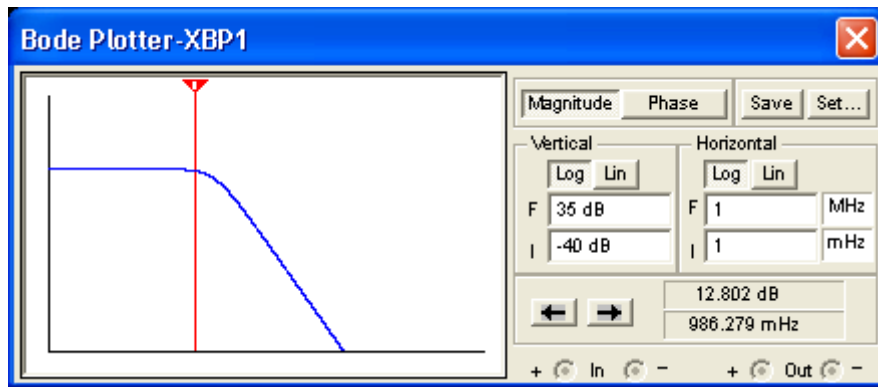 Bode Plotter-XBP1
Magnitude Phase Save Set...
Vertical Horizontal
Log Lin Log Lin
F 35 dB F 1 MHz
I -40 dB I 1 mHz
12.802 dB
986.279 mHz
+ In - + Out -